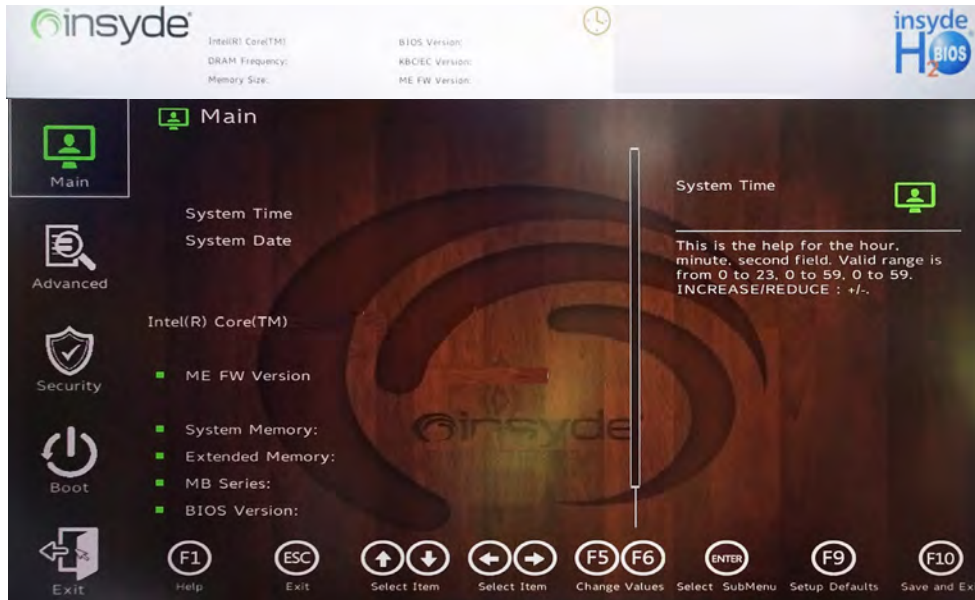 insyde
Intel(R) Core(TM)
DRAM Frequency:
Memory Size:
BIOS Version:
KBC/EC Version:
ME FW Version:
insyde
H2O BIOS
Main
Advanced
Security
Boot
Exit
Main
System Time
System Date
Intel(R) Core(TM)
ME FW Version
System Memory:
Extended Memory:
MB Series:
BIOS Version:
insyde
System Time
This is the help for the hour,
minute, second field. Valid range is
from 0 to 23, 0 to 59, 0 to 59.
INCREASE/REDUCE : +/-.
F1
Help
ESC
Exit
Select Item
Select Item
F5 F6
Change Values
ENTER
Select SubMenu
F9
Setup Defaults
F10
Save and Ex